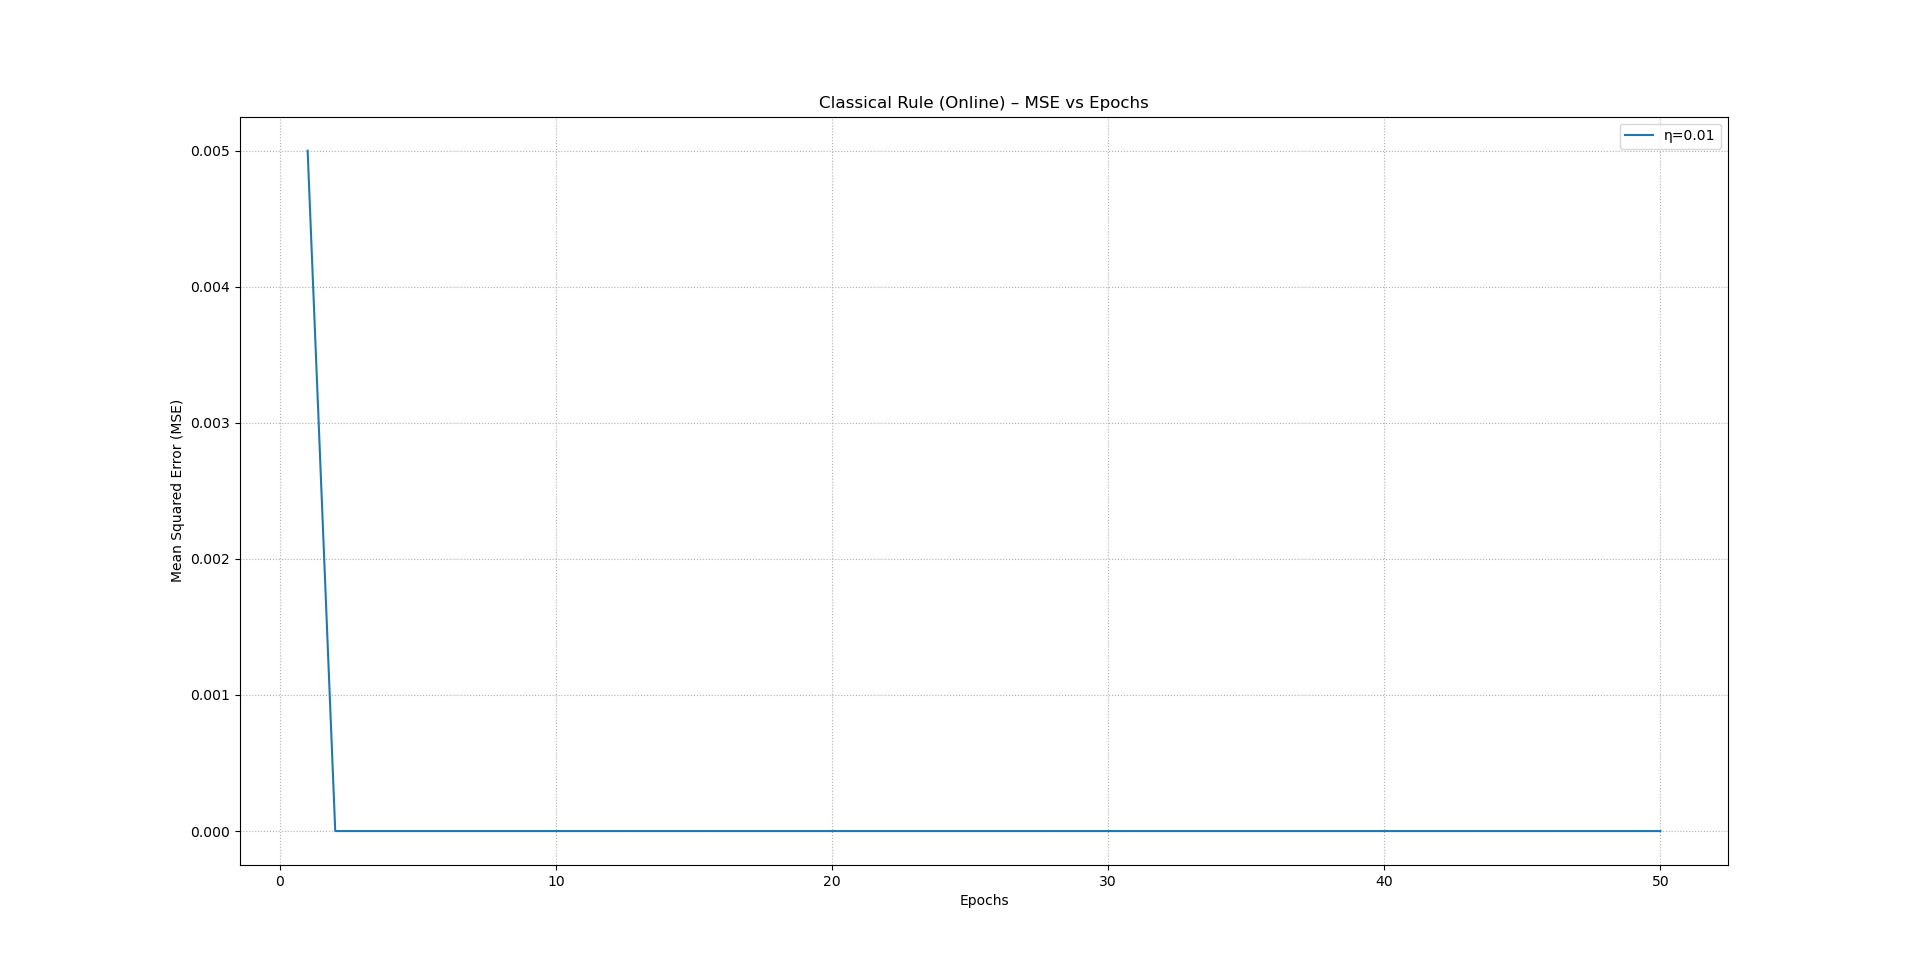 Classical Rule (Online) – MSE vs Epochs
η=0.01
Mean Squared Error (MSE)
0.005
0.004
0.003
0.002
0.001
0.000
0 10 20 30 40 50
Epochs